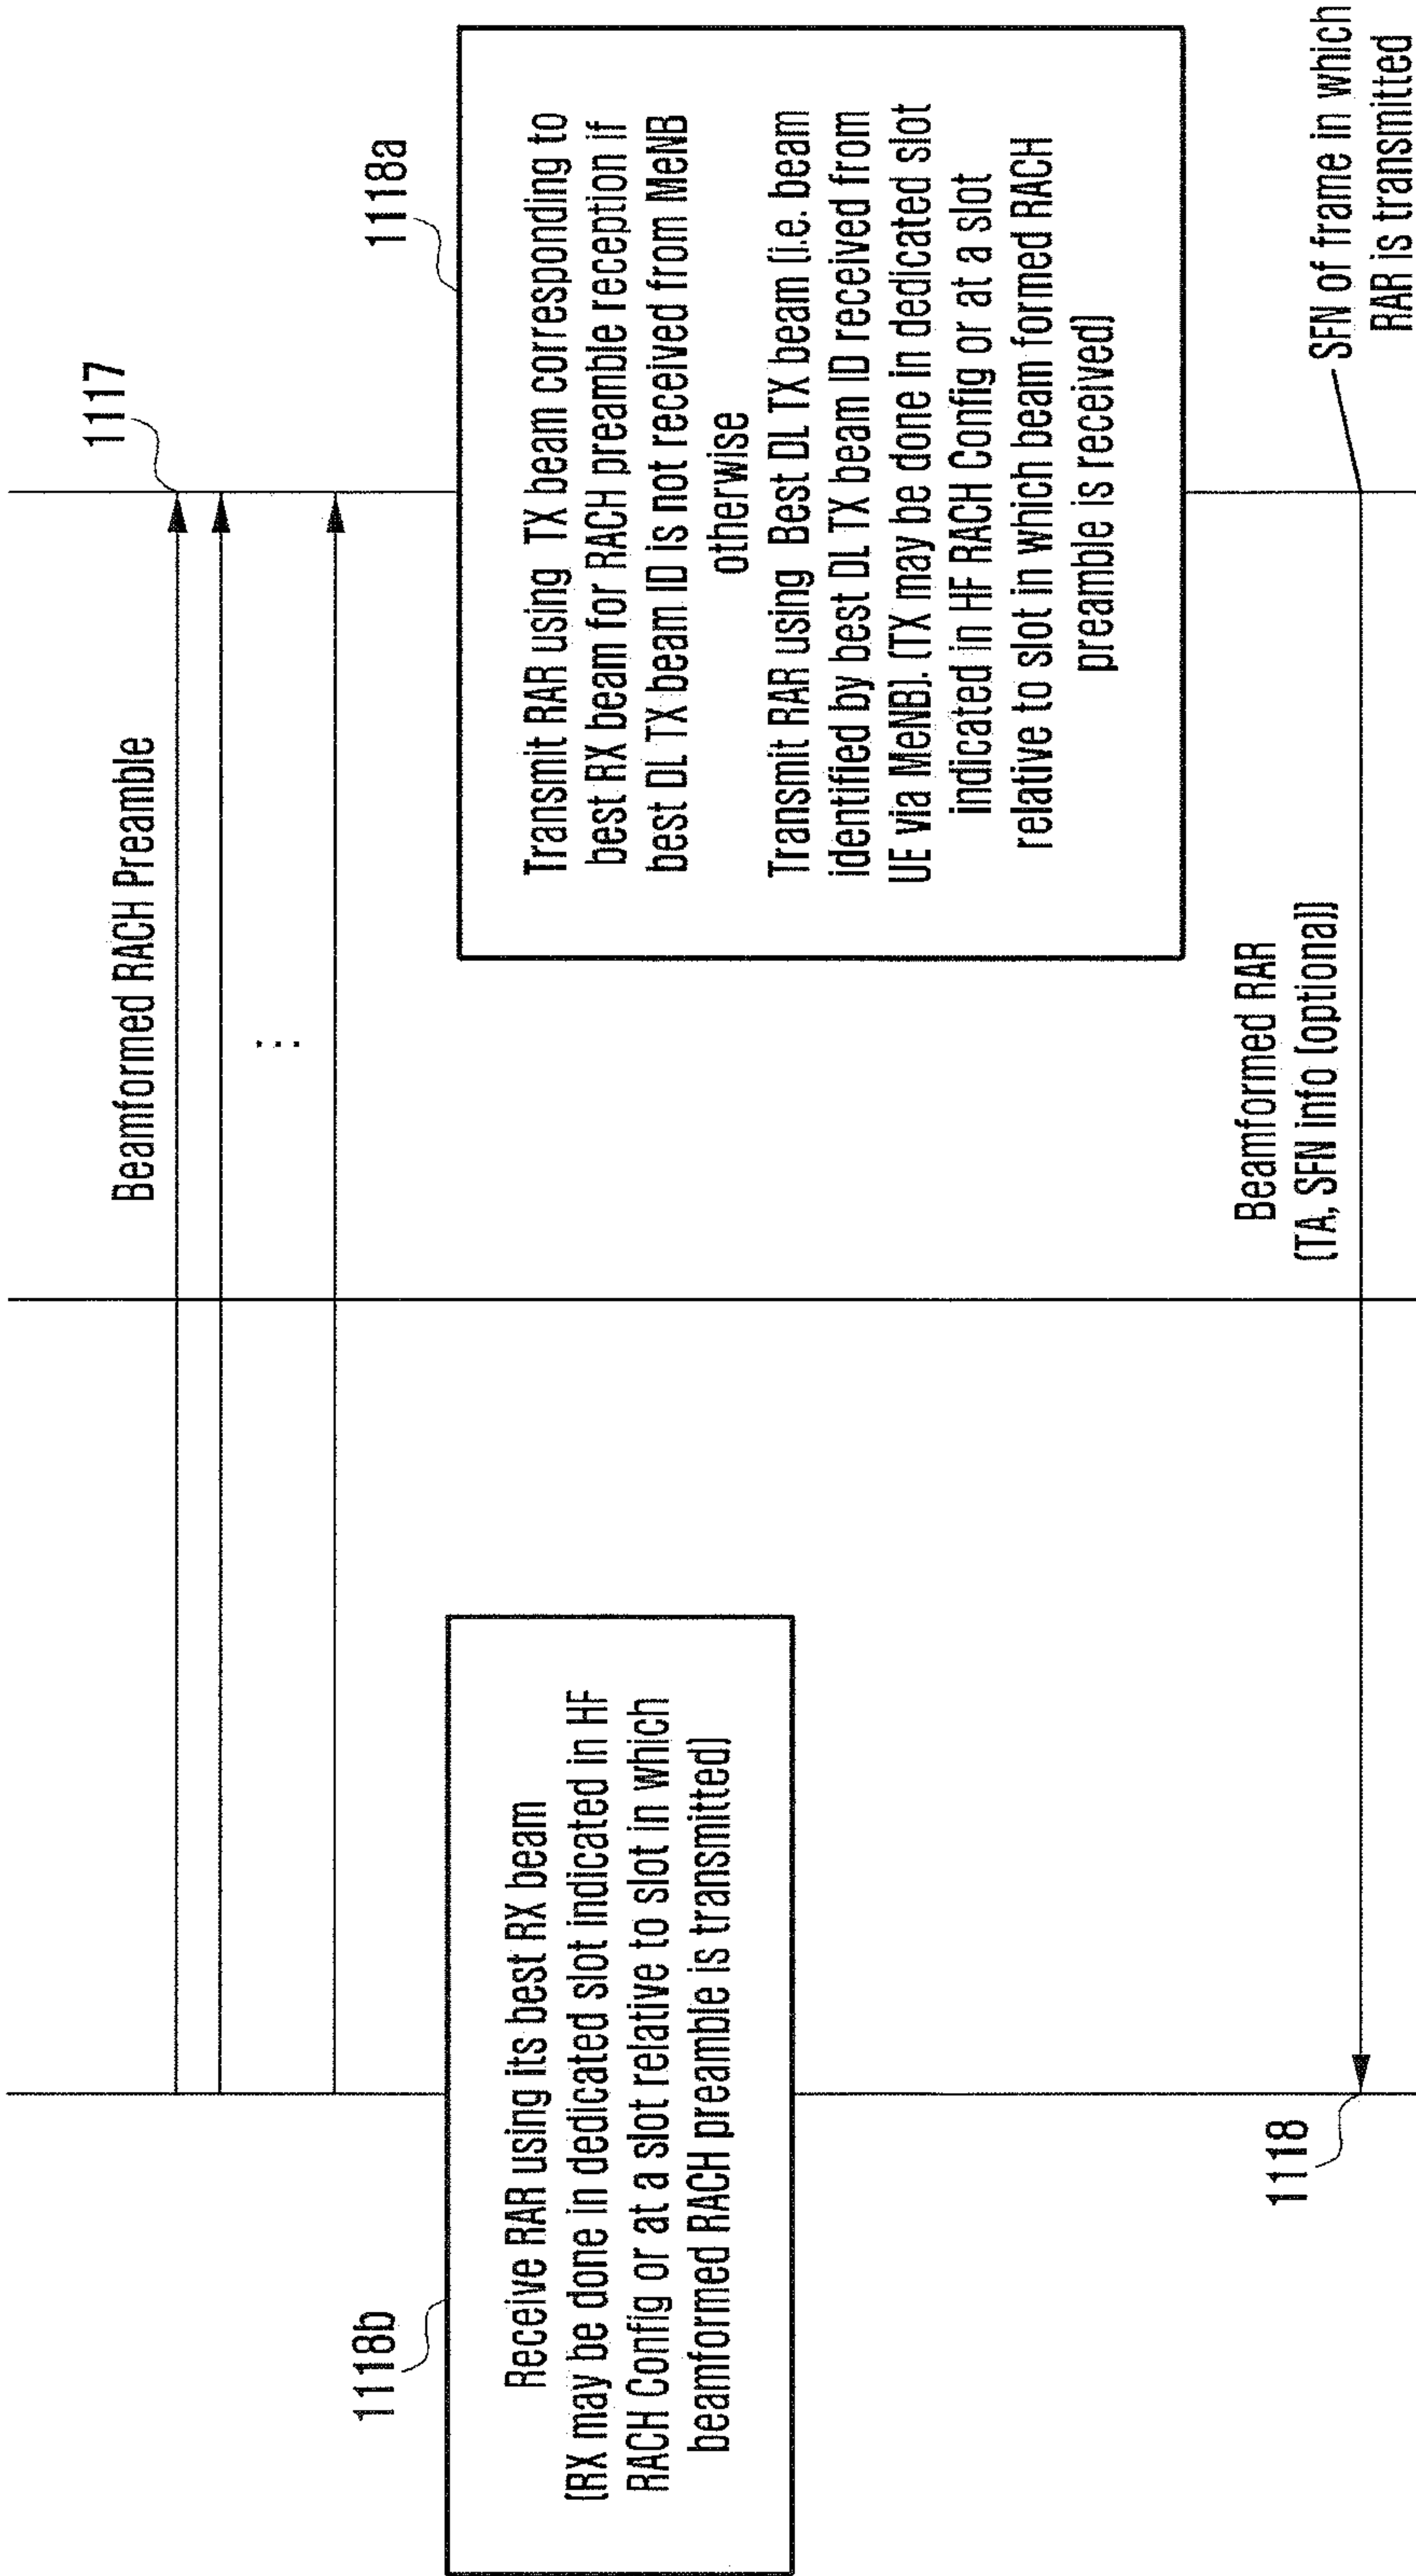 Beamformed RACH Preamble
1117
...
1118a
Transmit RAR using TX beam corresponding to
best RX beam for RACH preamble reception if
best DL TX beam ID is not received from MeNB
otherwise
Transmit RAR using Best DL TX beam (i.e. beam
identified by best DL TX beam ID received from
UE via MeNB). (TX may be done in dedicated slot
indicated in HF RACH Config or at a slot
relative to slot in which beam formed RACH
preamble is received)
1118b
Receive RAR using its best RX beam
(RX may be done in dedicated slot indicated in HF
RACH Config or at a slot relative to slot in which
beamformed RACH preamble is transmitted)
Beamformed RAR
(TA, SFN info (optional))
1118
SFN of frame in which
RAR is transmitted